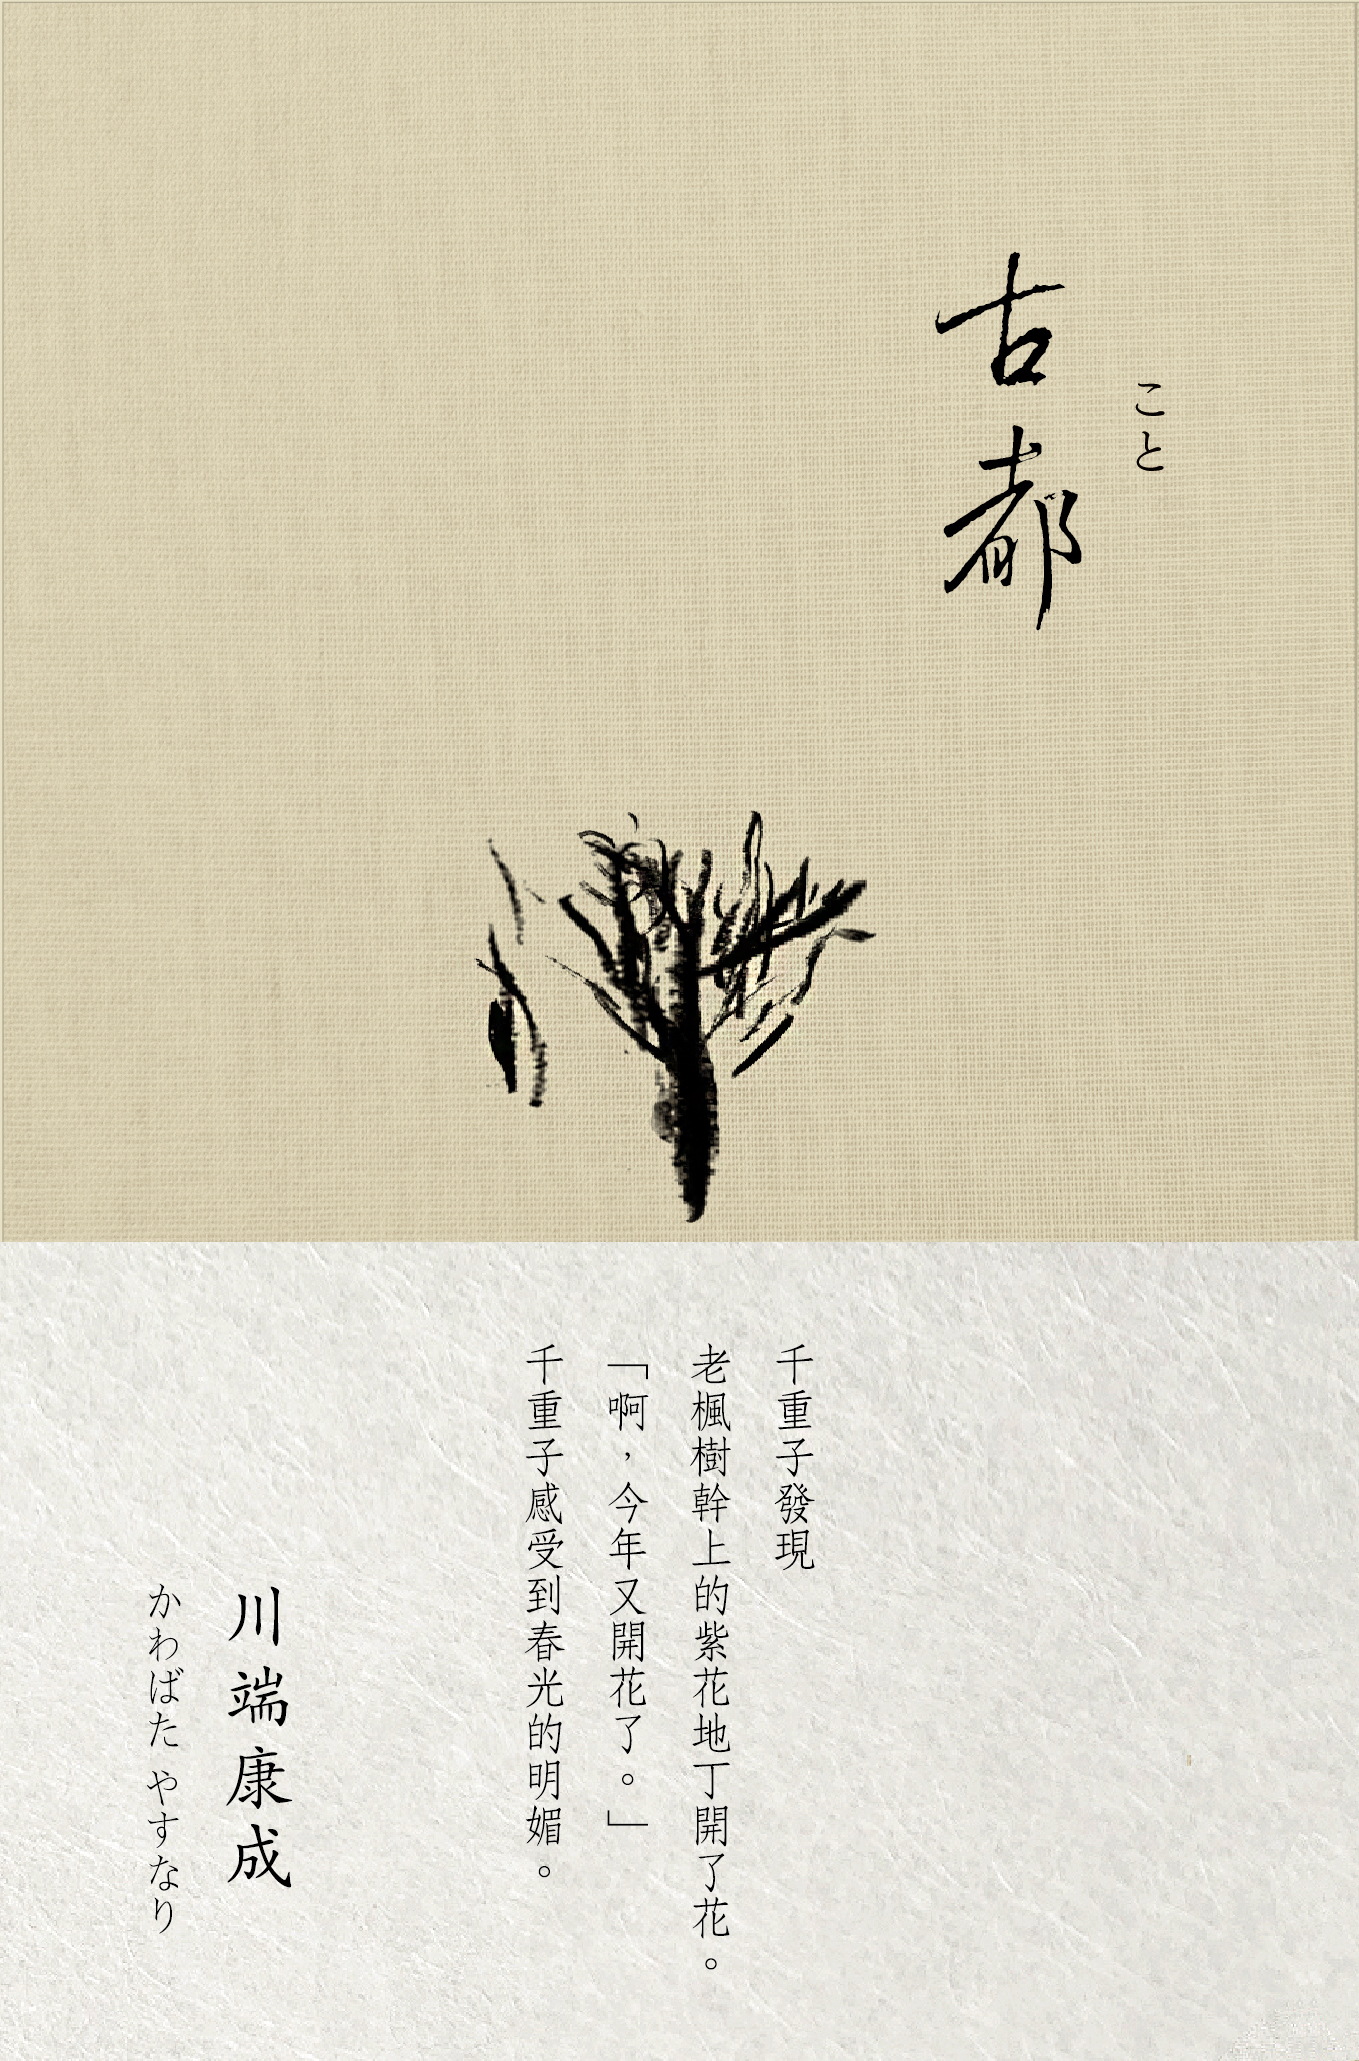 こと
古都
千重子發現
老楓樹幹上的紫花地丁開了花。
「啊，今年又開花了。」
千重子感受到春光的明媚。
川端康成
かわばた やすなり